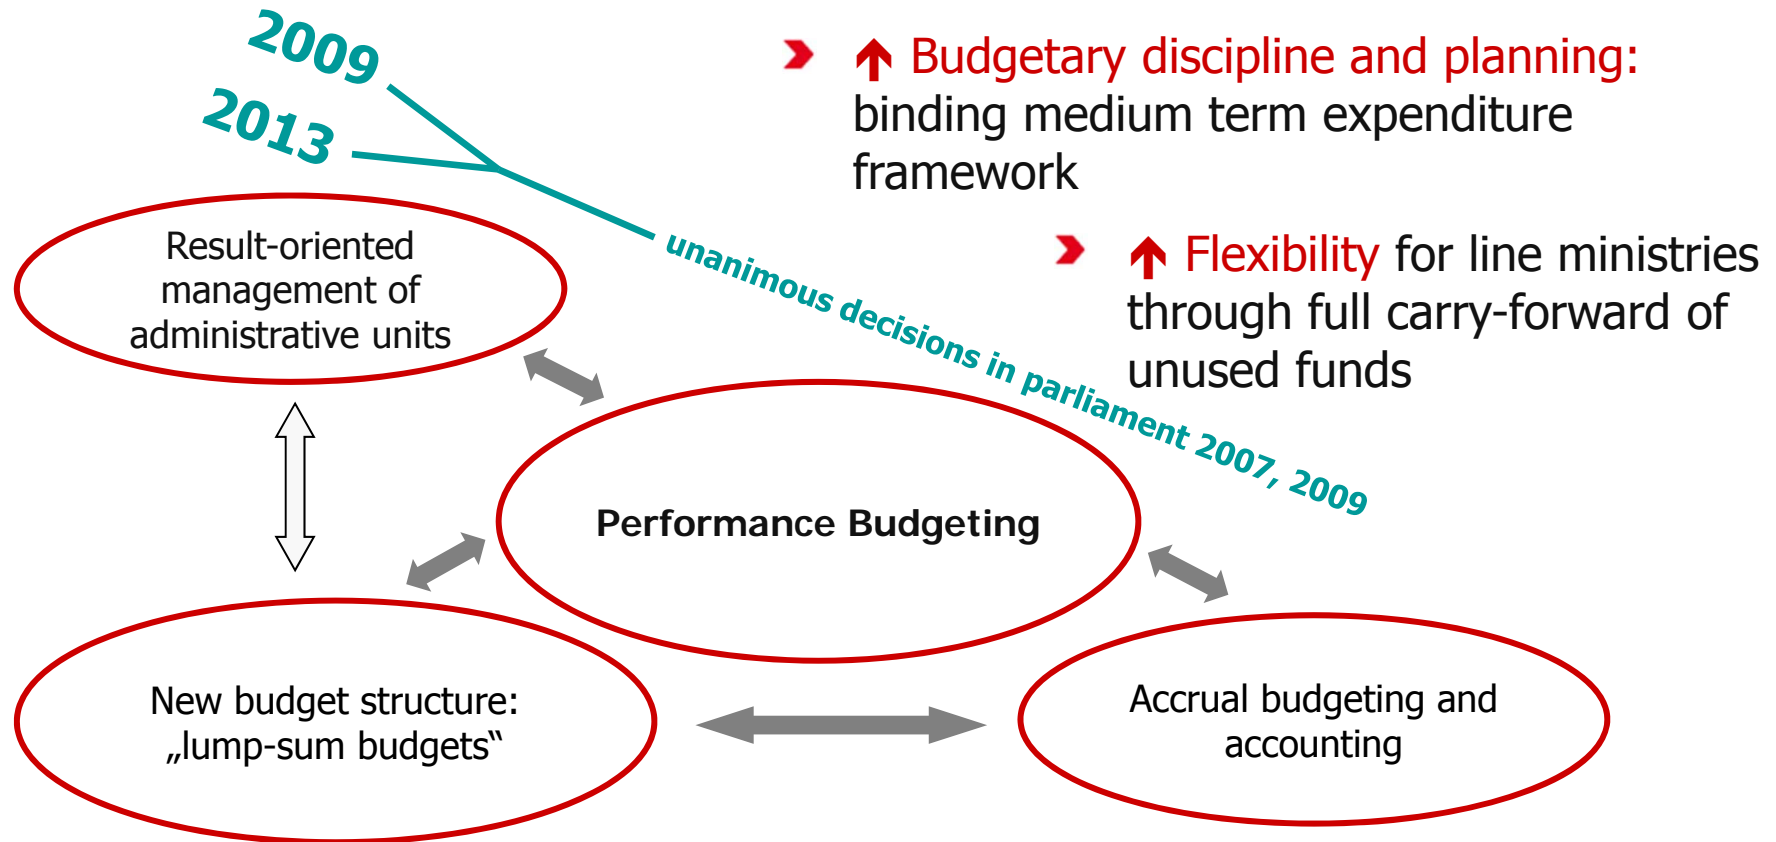 2009
2013
Budgetary discipline and planning:
binding medium term expenditure
framework
Flexibility for line ministries
through full carry-forward of
unused funds
unanimous decisions in parliament 2007, 2009
Result-oriented
management of
administrative units
Performance Budgeting
New budget structure:
„lump-sum budgets“
Accrual budgeting and
accounting